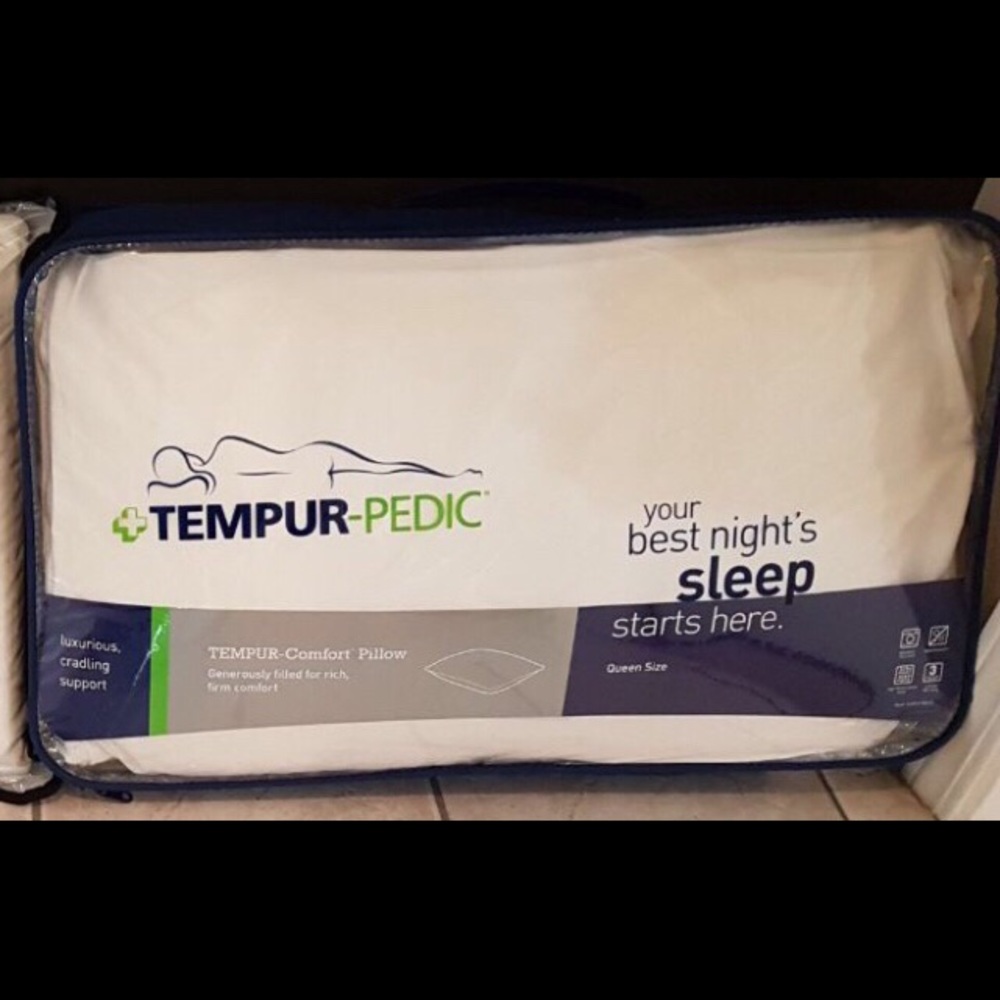 TEMPUR-PEDIC
your
best night's
sleep
starts here.
luxurious,
cradling
support
TEMPUR-Comfort Pillow
Generously filled for rich,
firm comfort
Queen Size
3